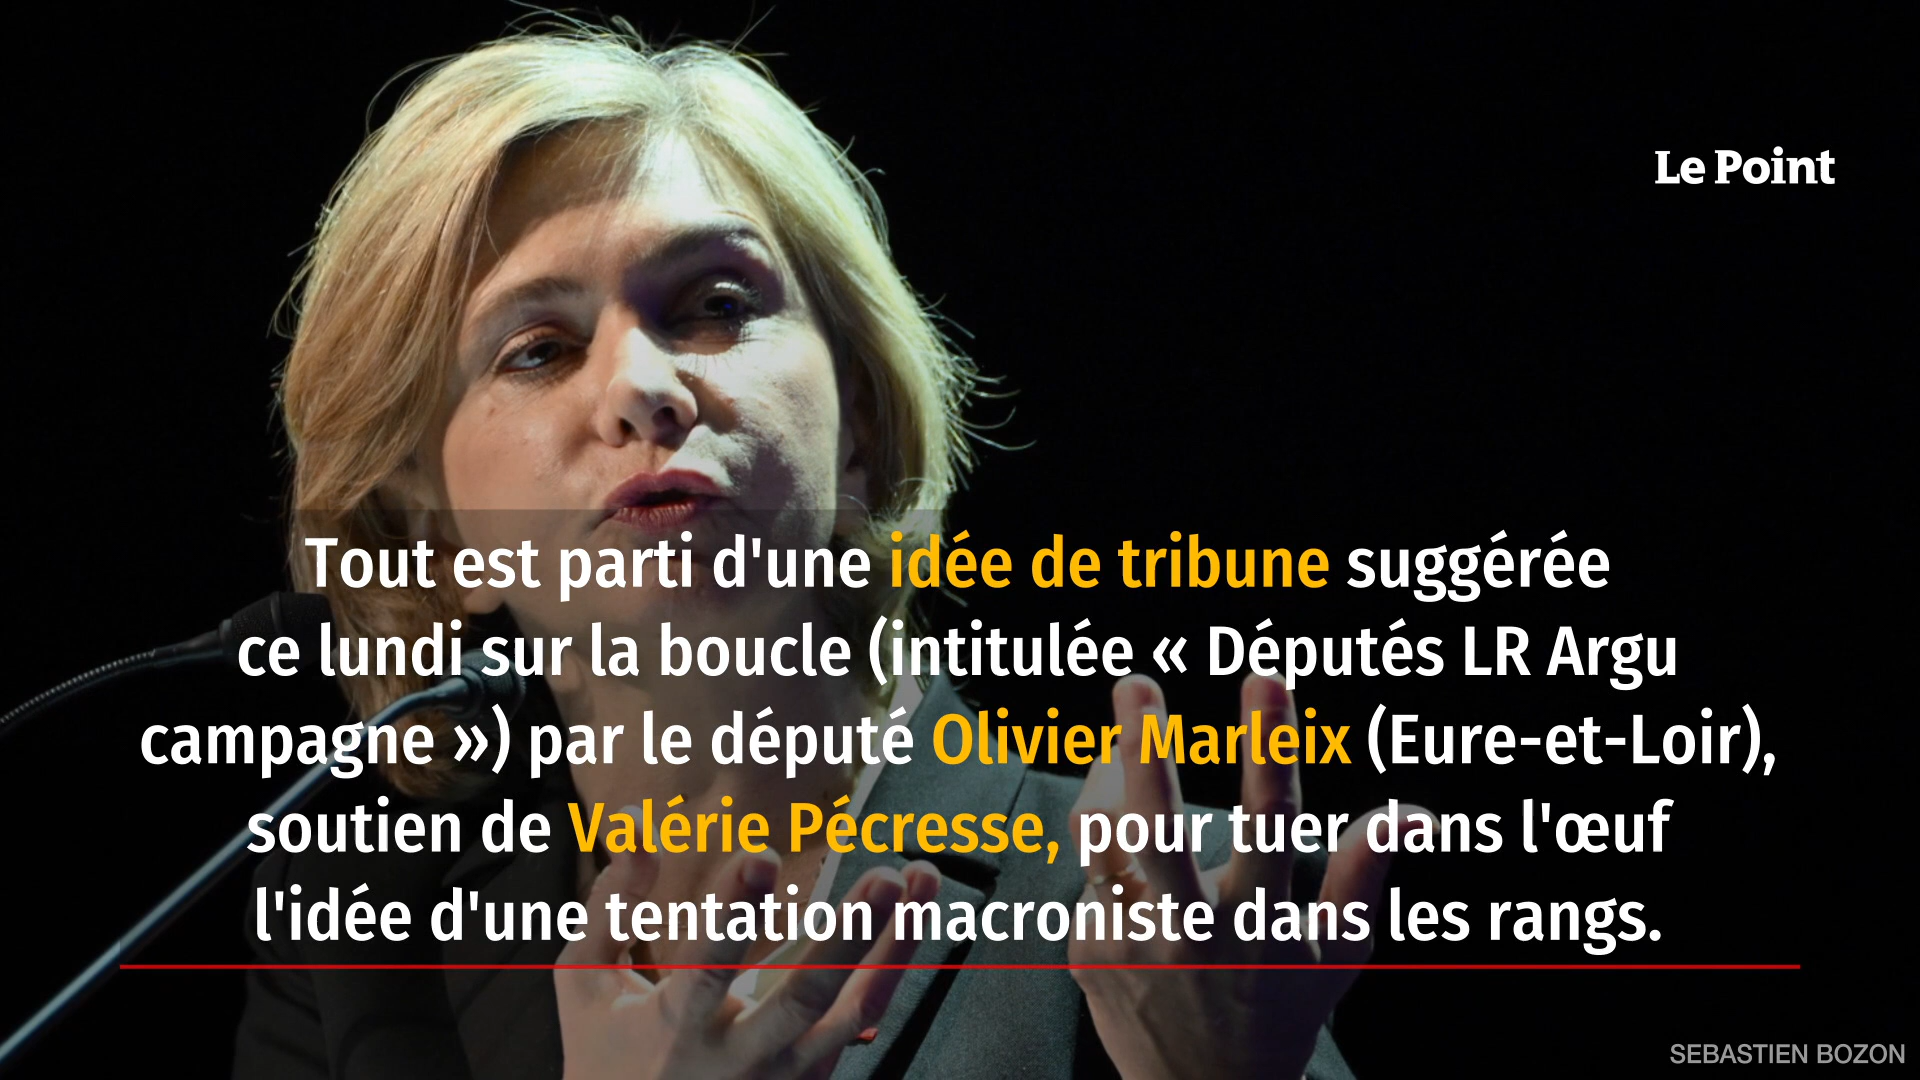 Le Point
Tout est parti d'une idée de tribune suggérée
ce lundi sur la boucle (intitulée « Députés LR Argu
campagne ») par le député Olivier Marleix (Eure-et-Loir),
soutien de Valérie Pécresse, pour tuer dans l'œuf
l'idée d'une tentation macroniste dans les rangs.
SEBASTIEN BOZON